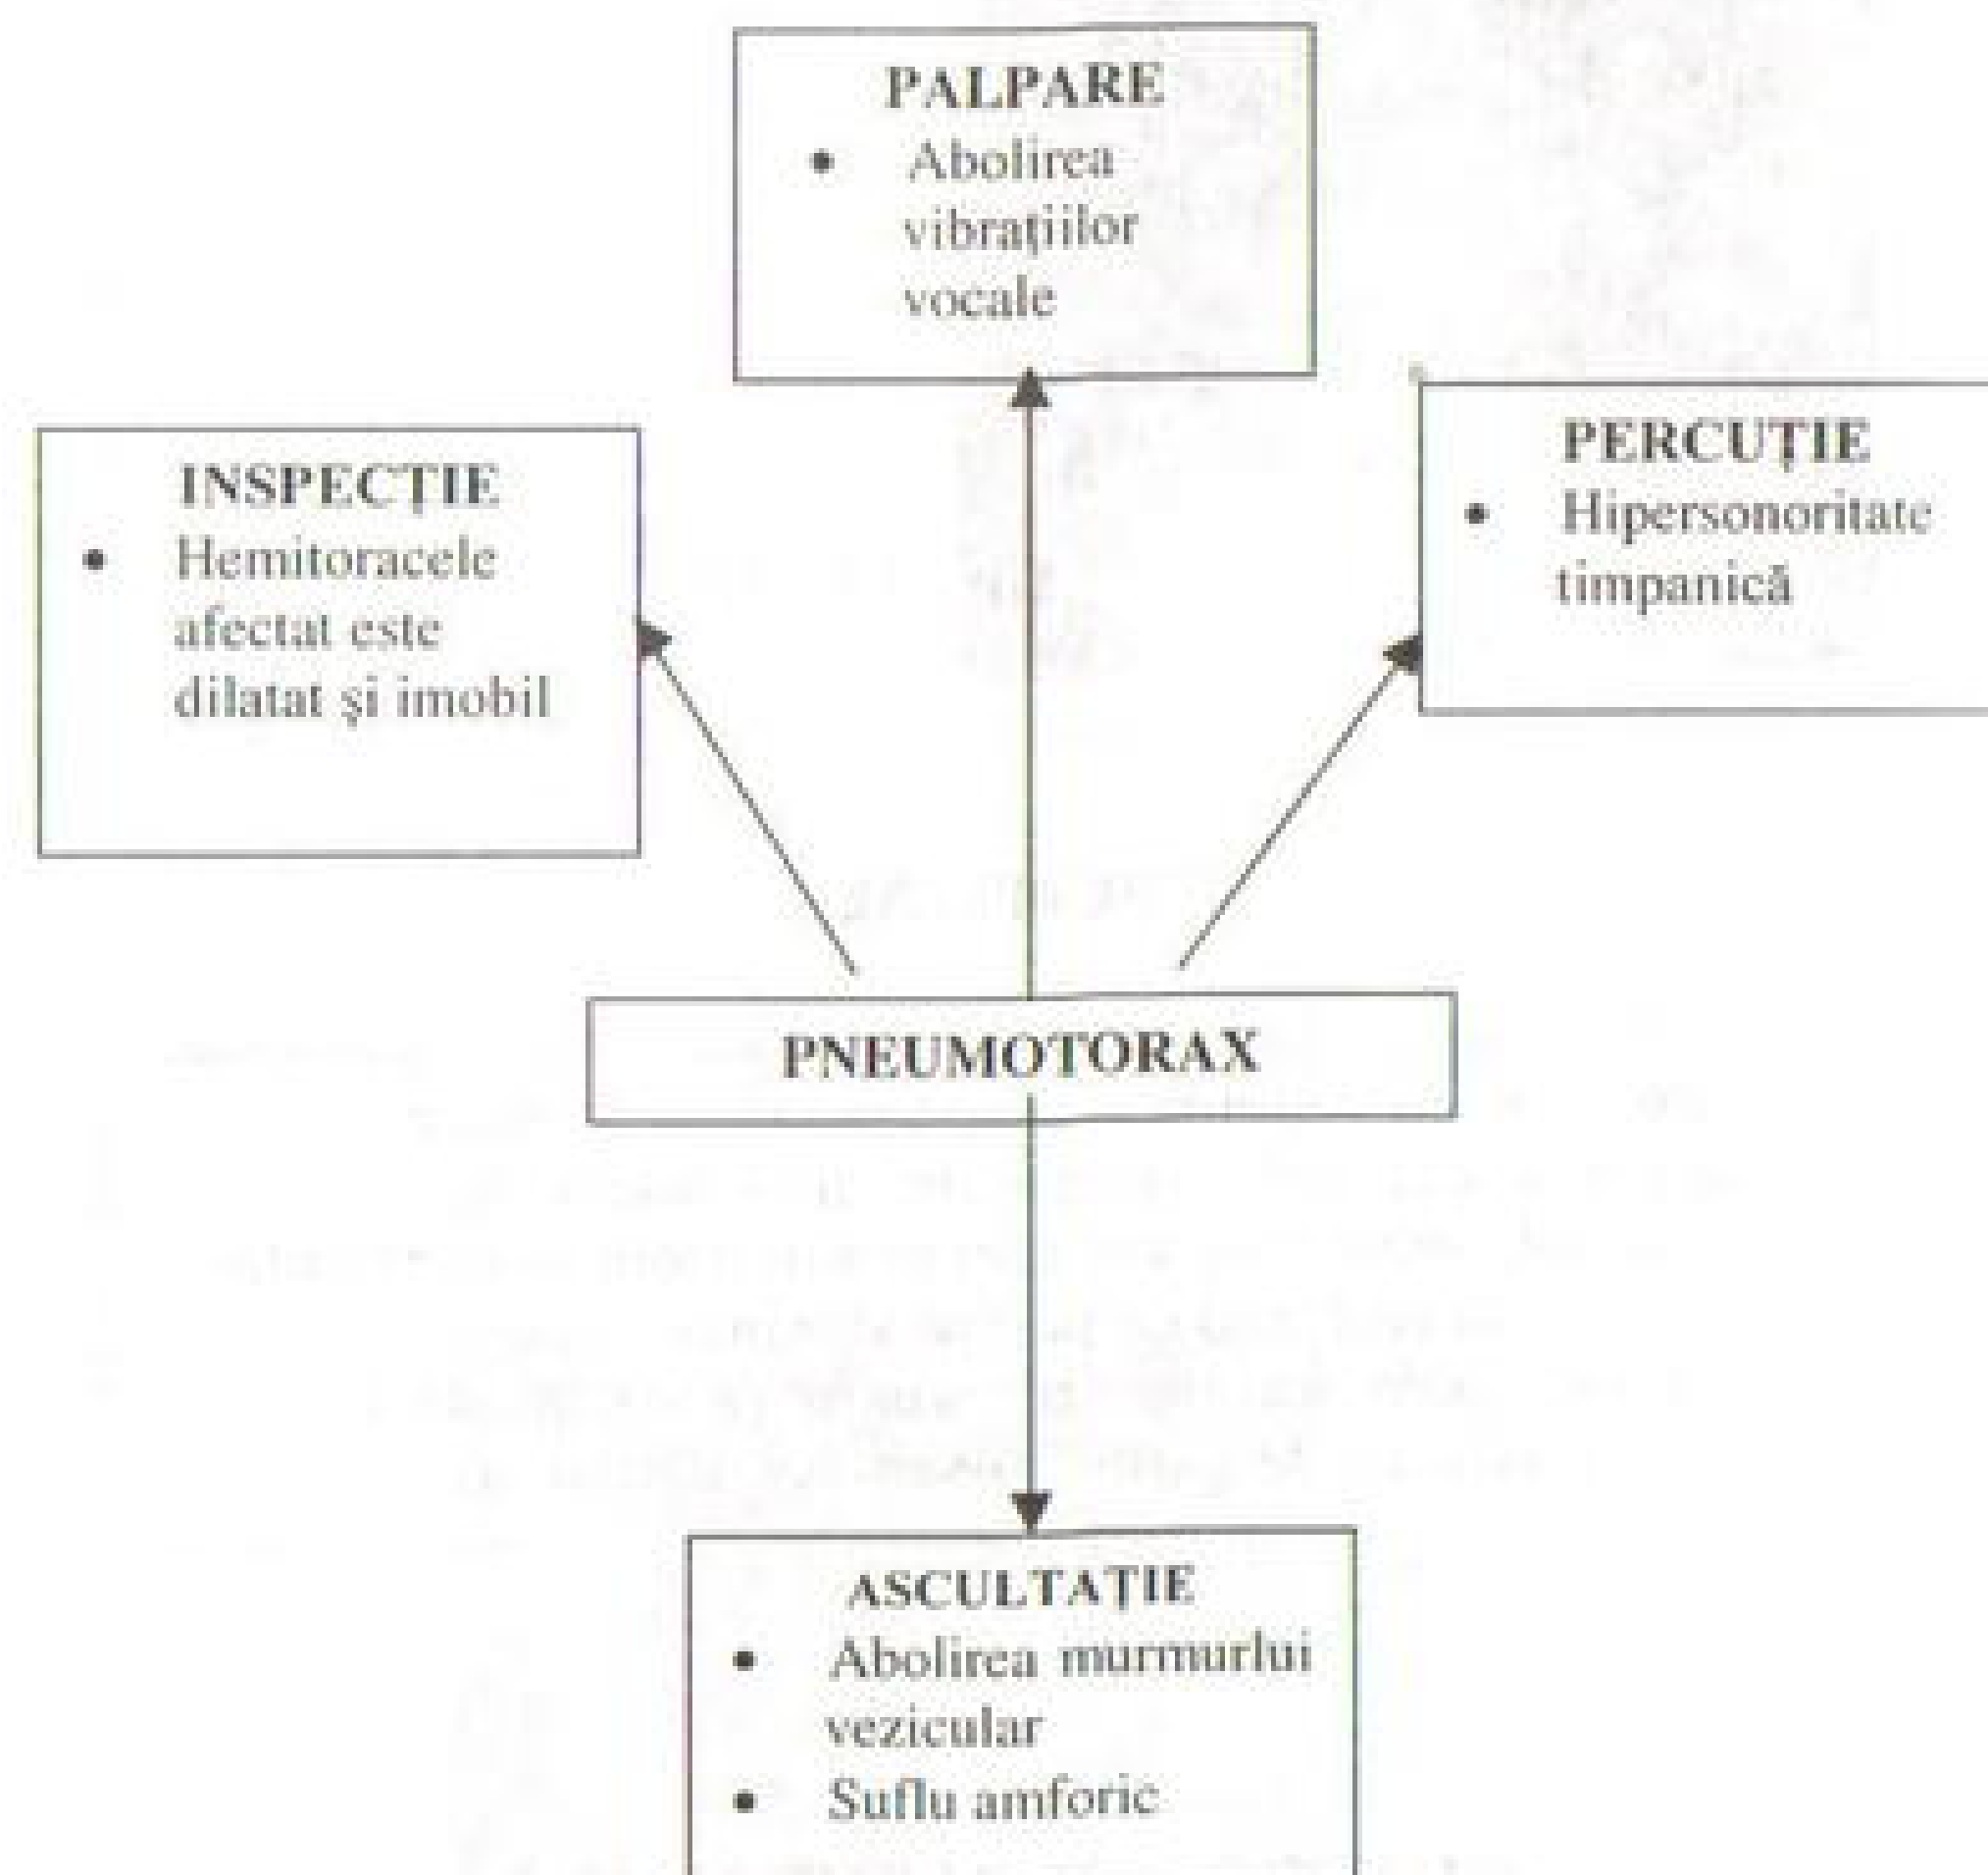 PALPARE
• Abolirea
vibrațiilor
vocale
INSPECȚIE
• Hemitoracele
afectat este
dilatat și imobil
PERCUȚIE
• Hipersonoritate
timpanică
PNEUMOTORAX
ASCULTAȚIE
• Abolirea murmurlui
vezicular
• Suflu amforic